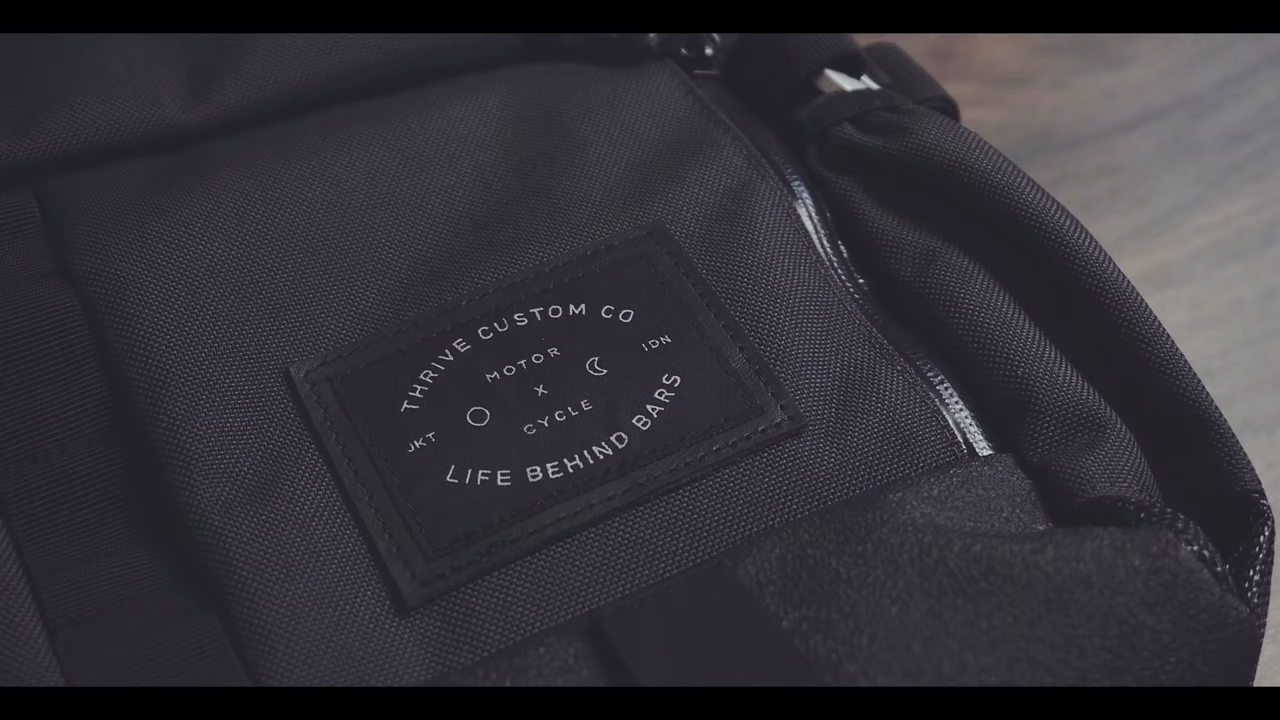 THRIVE CUSTOM CO
MOTOR
X
CYCLE
JKT
IDN
LIFE BEHIND BARS